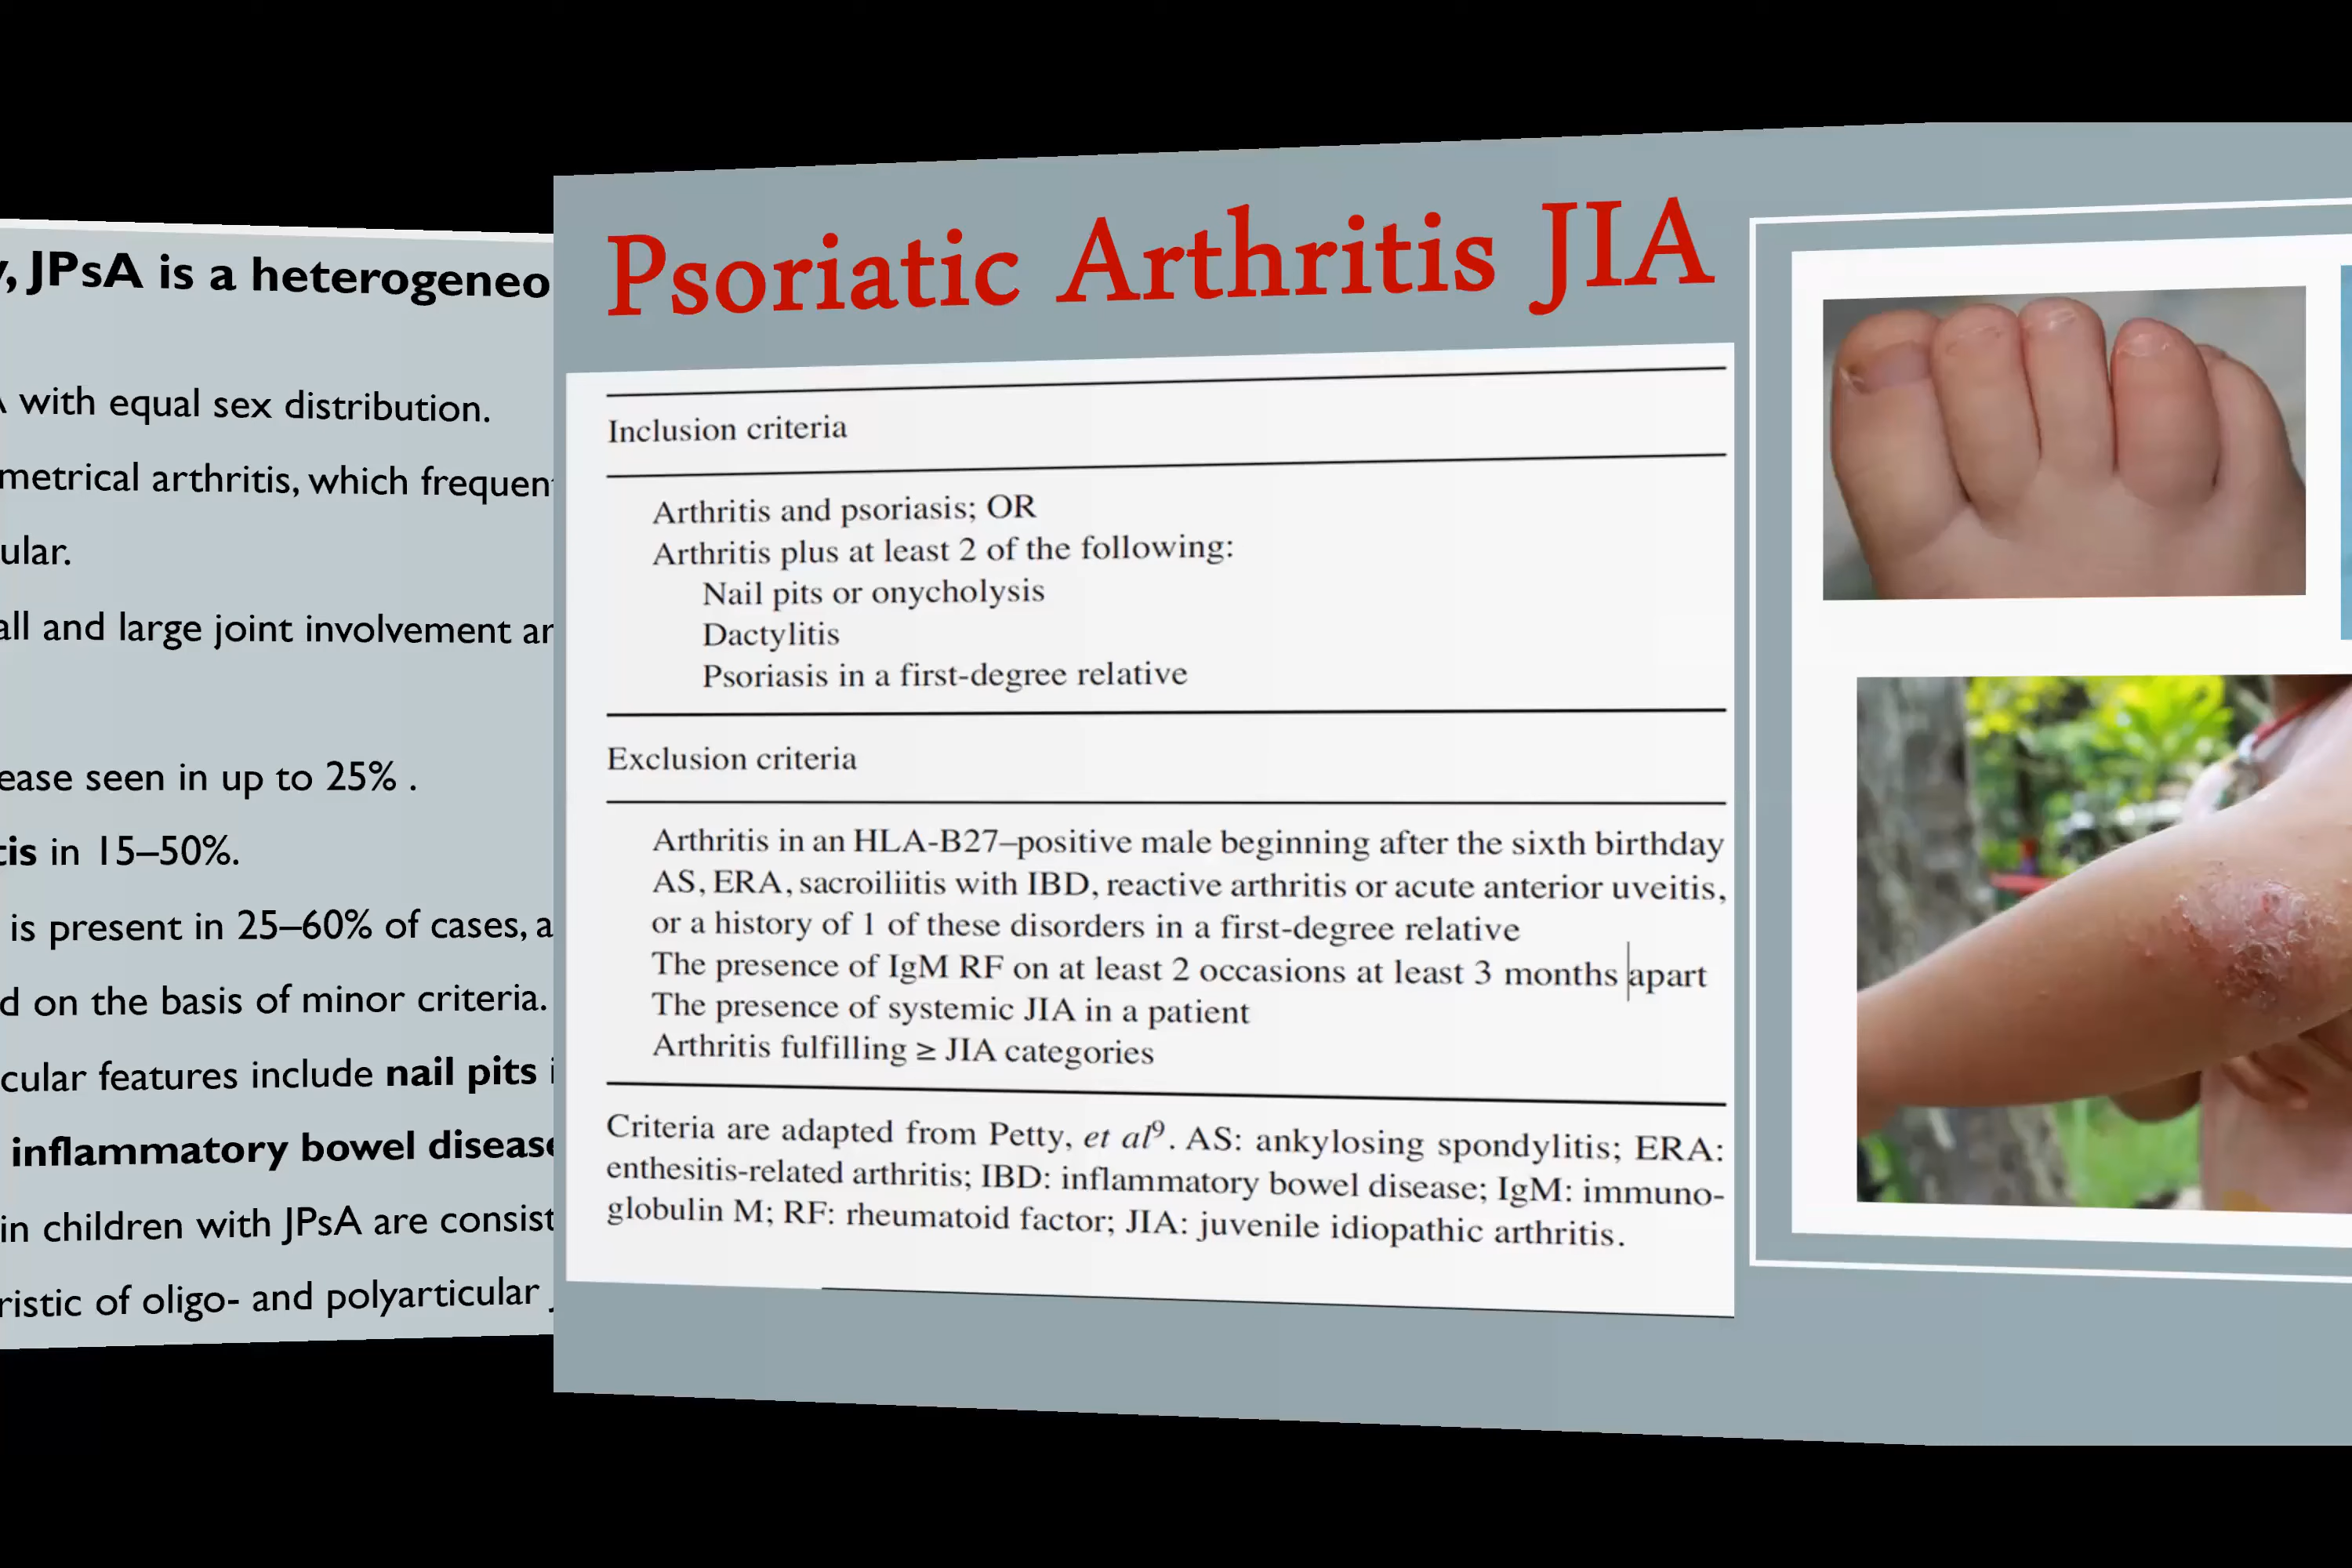 , JPsA is a heterogeneo
with equal sex distribution.
metrical arthritis, which frequen
ular.
all and large joint involvement ar
ease seen in up to 25% .
tis in 15–50%.
is present in 25–60% of cases, a
d on the basis of minor criteria.
cular features include nail pits i
inflammatory bowel disease
in children with JPsA are consist
ristic of oligo- and polyarticular
Psoriatic Arthritis JIA
Inclusion criteria
Arthritis and psoriasis; OR
Arthritis plus at least 2 of the following:
Nail pits or onycholysis
Dactylitis
Psoriasis in a first-degree relative
Exclusion criteria
Arthritis in an HLA-B27–positive male beginning after the sixth birthday
AS, ERA, sacroiliitis with IBD, reactive arthritis or acute anterior uveitis,
or a history of 1 of these disorders in a first-degree relative
The presence of IgM RF on at least 2 occasions at least 3 months apart
The presence of systemic JIA in a patient
Arthritis fulfilling ≥ JIA categories
Criteria are adapted from Petty, et al⁹. AS: ankylosing spondylitis; ERA:
enthesitis-related arthritis; IBD: inflammatory bowel disease; IgM: immuno-
globulin M; RF: rheumatoid factor; JIA: juvenile idiopathic arthritis.